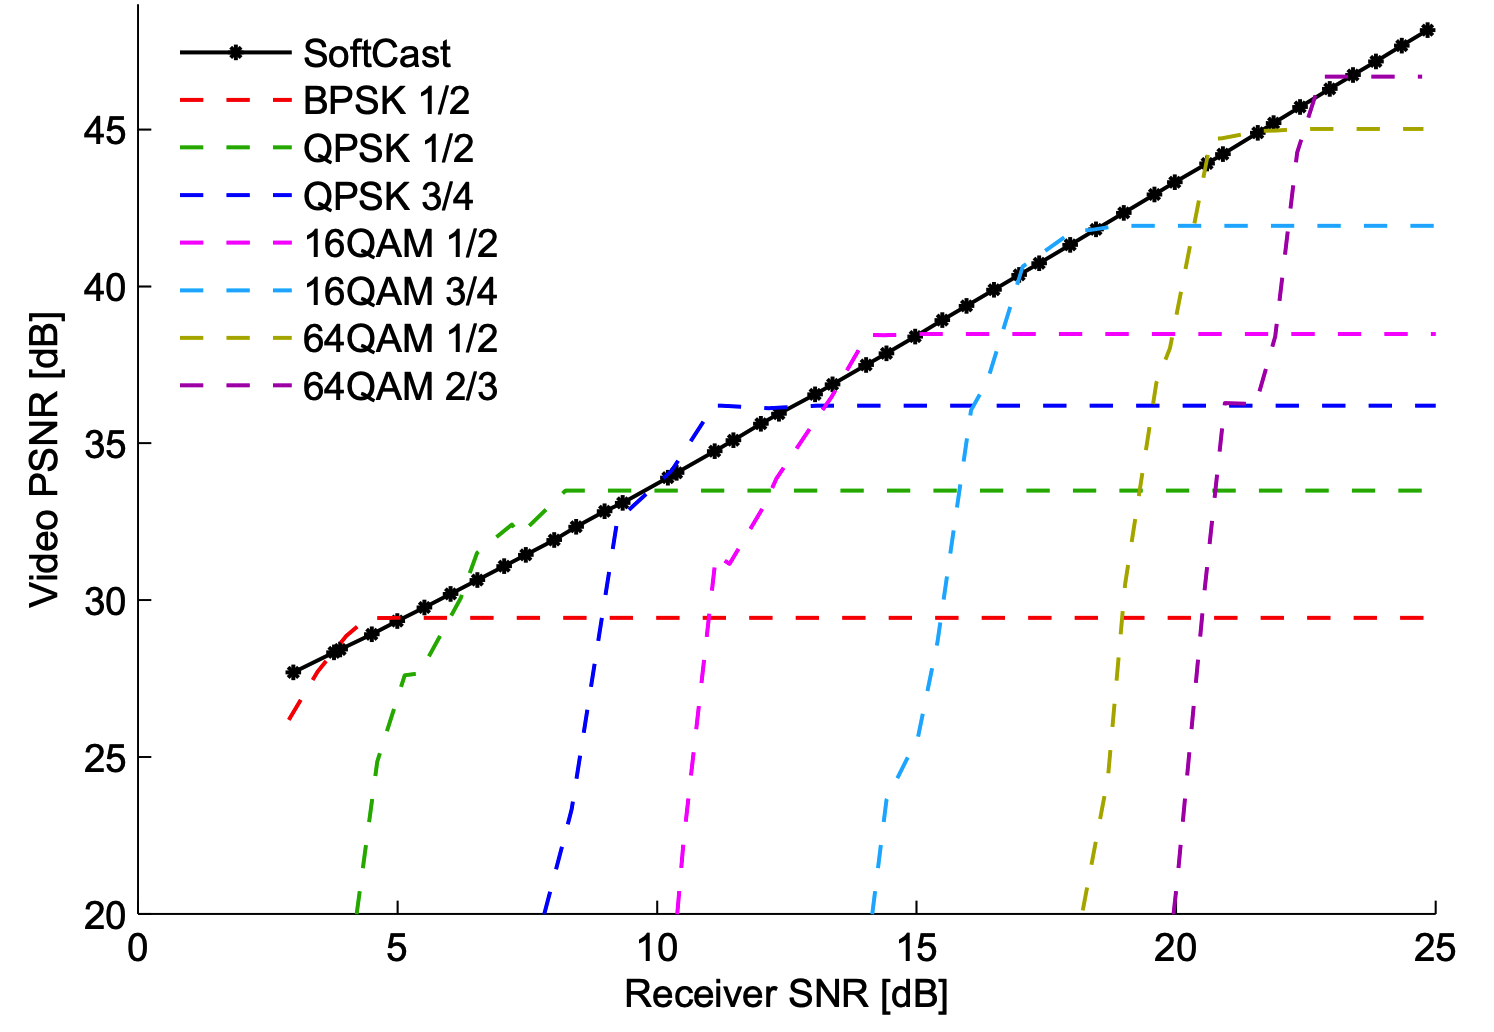 SoftCast
BPSK 1/2
QPSK 1/2
QPSK 3/4
16QAM 1/2
16QAM 3/4
64QAM 1/2
64QAM 2/3
Video PSNR [dB]
45
40
35
30
25
20
0 5 10 15 20 25
Receiver SNR [dB]